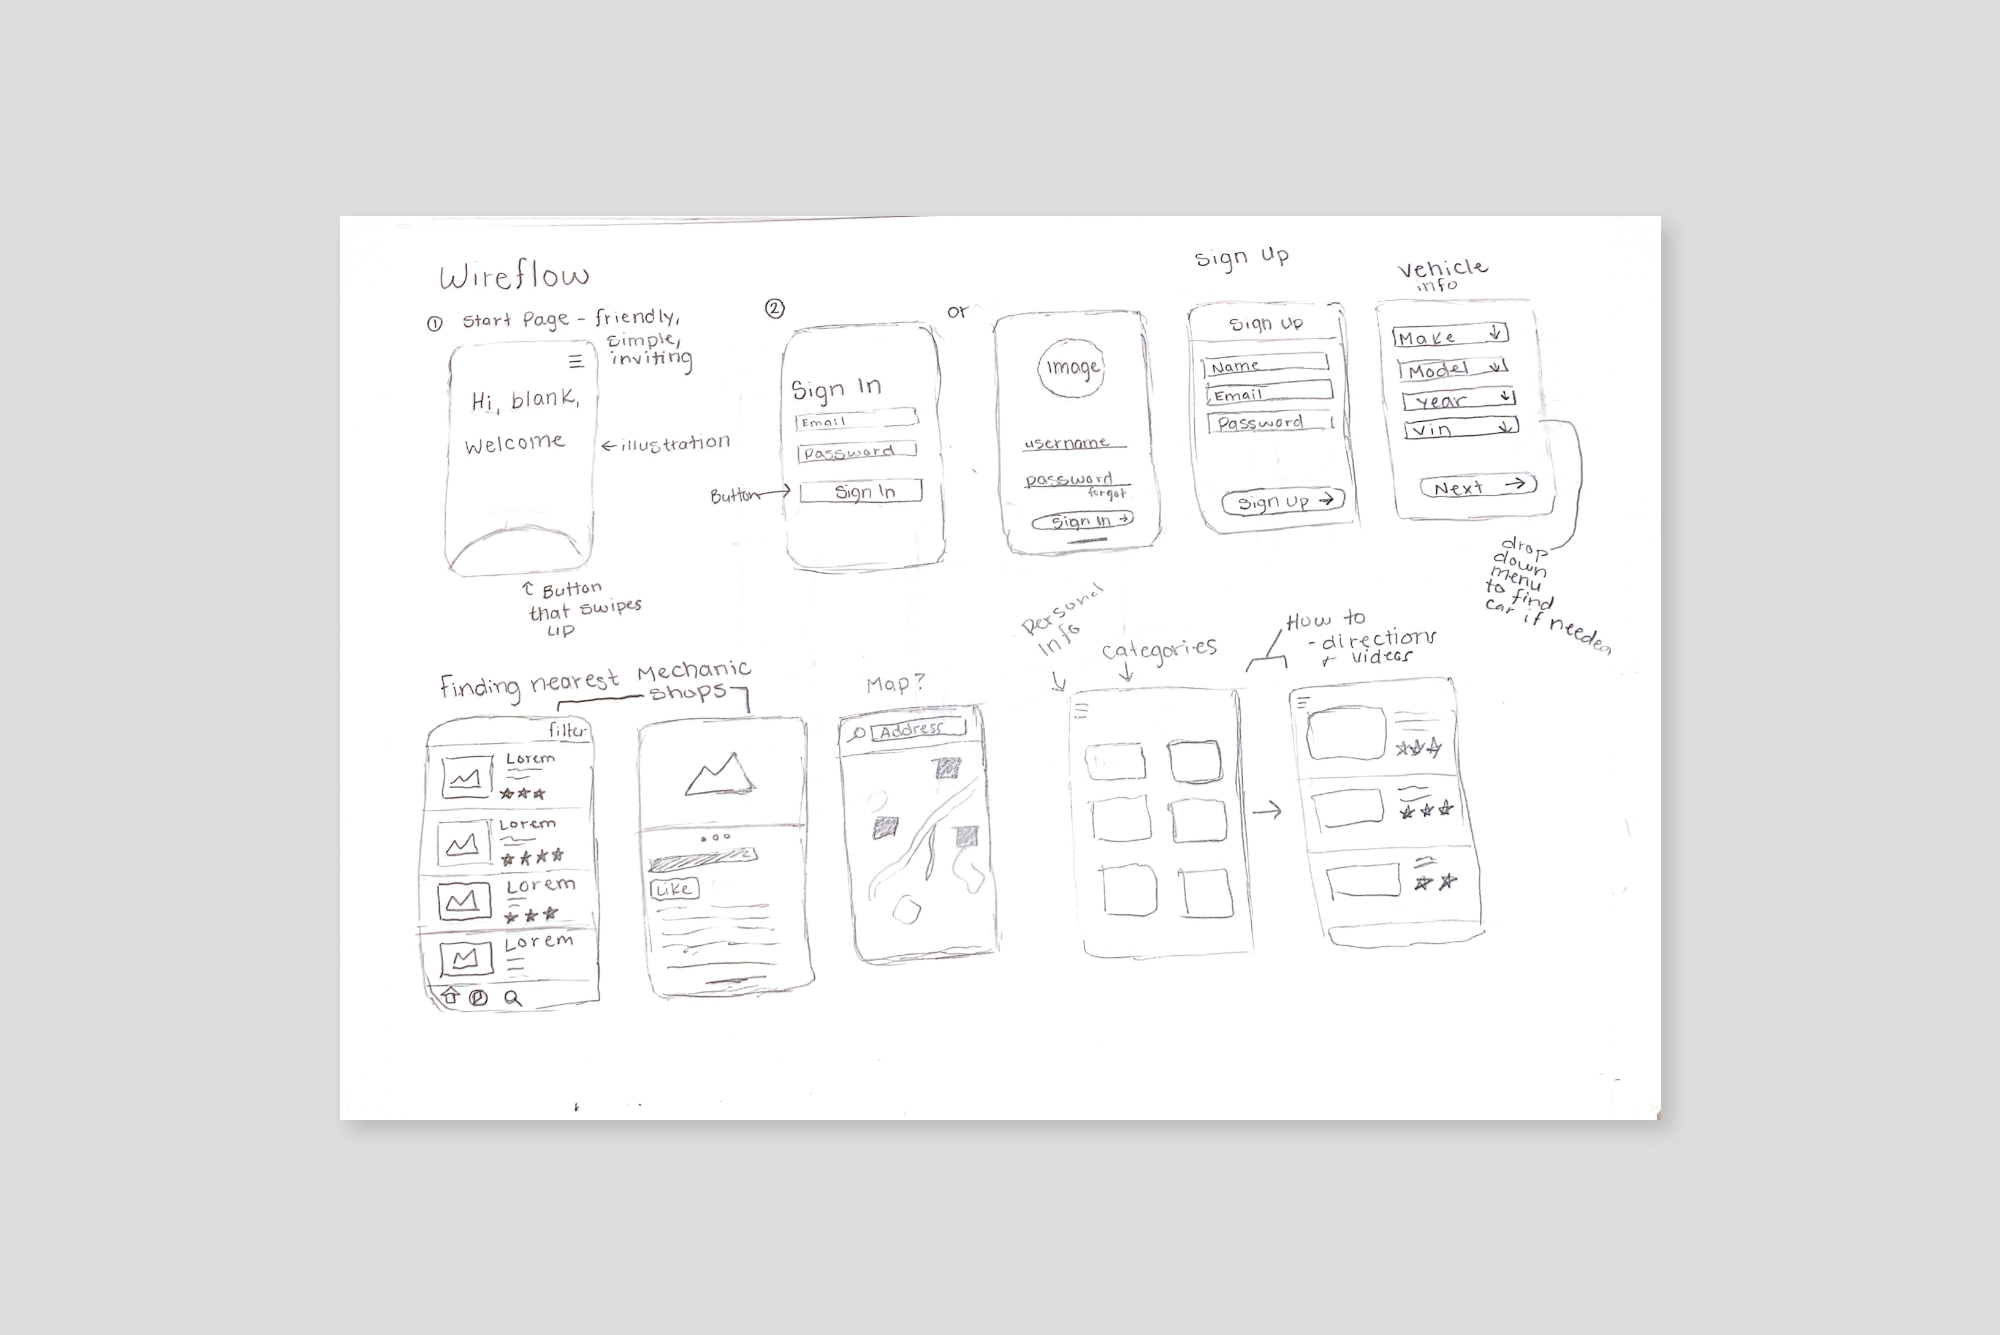 Wireflow
① Start Page - friendly,
simple,
inviting
Hi, blank,
welcome
←illustration
↑ Button
that swipes
up
②
Sign In
Email
Password
Sign In
Button→
or
image
username
password
forgot
Sign In →
Sign Up
Sign Up
Name
Email
Password
Sign up →
Vehicle
info
Make ↓
Model ↓
year ↓
Vin ↓
Next →
drop
down
menu
to find
car if needed
Finding nearest Mechanic
Shops
filter
Lorem
Lorem
Lorem
Lorem
Like
Map?
Address
Personal
Info
Categories
How to
- directions
+ videos